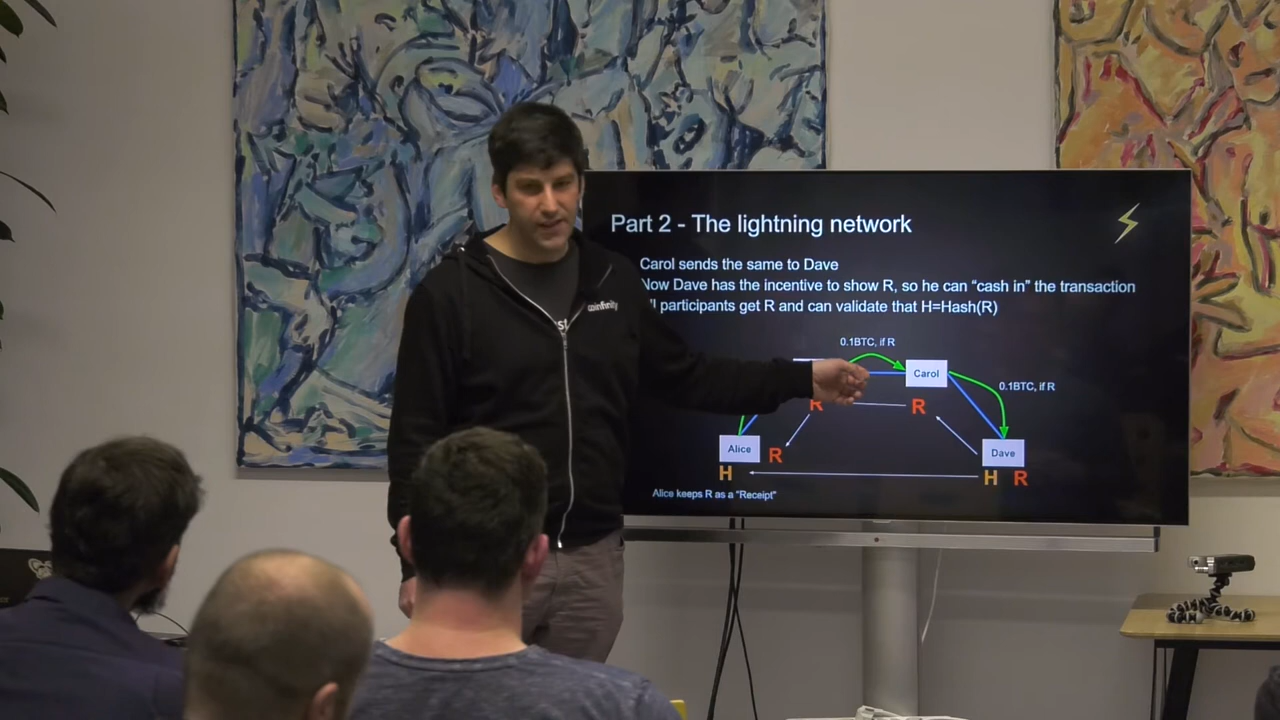 Part 2 - The lightning network
Carol sends the same to Dave
Now Dave has the incentive to show R, so he can “cash in” the transaction
participants get R and can validate that H=Hash(R)
0.1BTC, if R
Carol
0.1BTC, if R
R
R
Alice
R
Dave
H
H
R
Alice keeps R as a “Receipt”
coinfinity